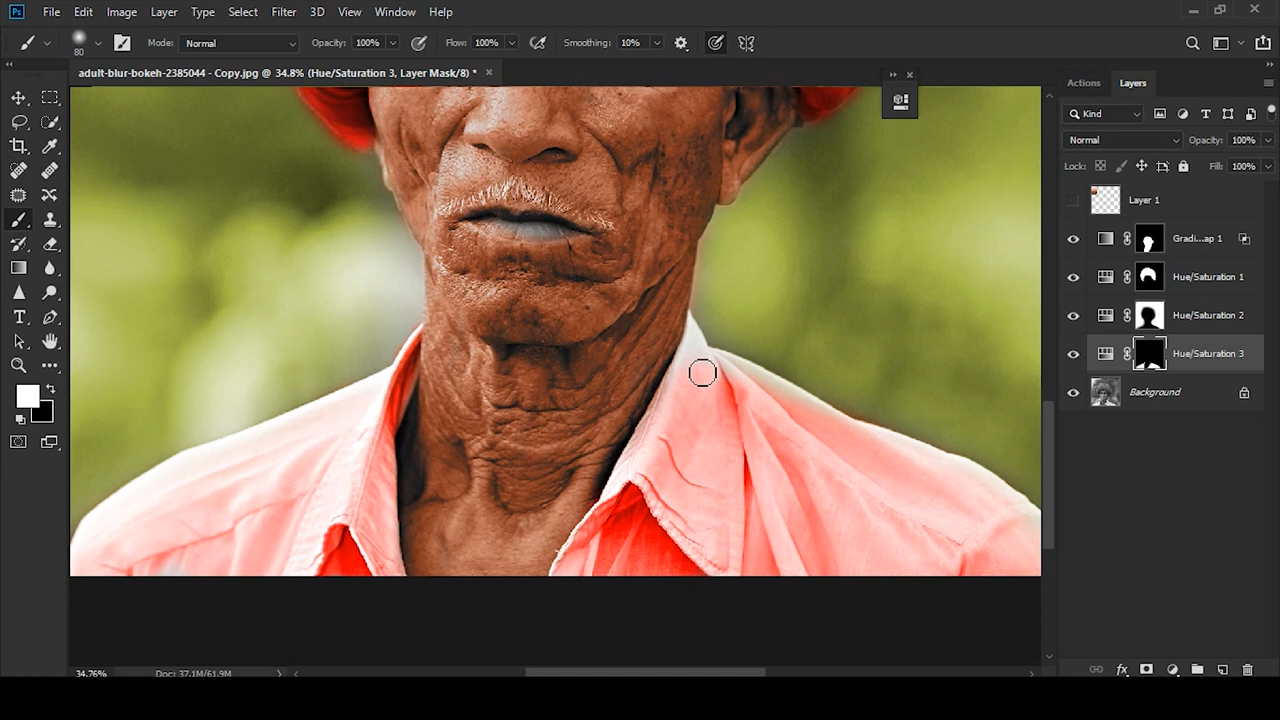 Ps File Edit Image Layer Type Select Filter 3D View Window Help
80 Mode: Normal Opacity: 100% Flow: 100% Smoothing: 10%
adult-blur-bokeh-2385044 - Copy.jpg @ 34.8% (Hue/Saturation 3, Layer Mask/8) *
Actions Layers
Kind
Normal Opacity: 100%
Lock: Fill: 100%
Layer 1
Gradi...ap 1
Hue/Saturation 1
Hue/Saturation 2
Hue/Saturation 3
Background
34.76% Doc: 37.1M/61.9M